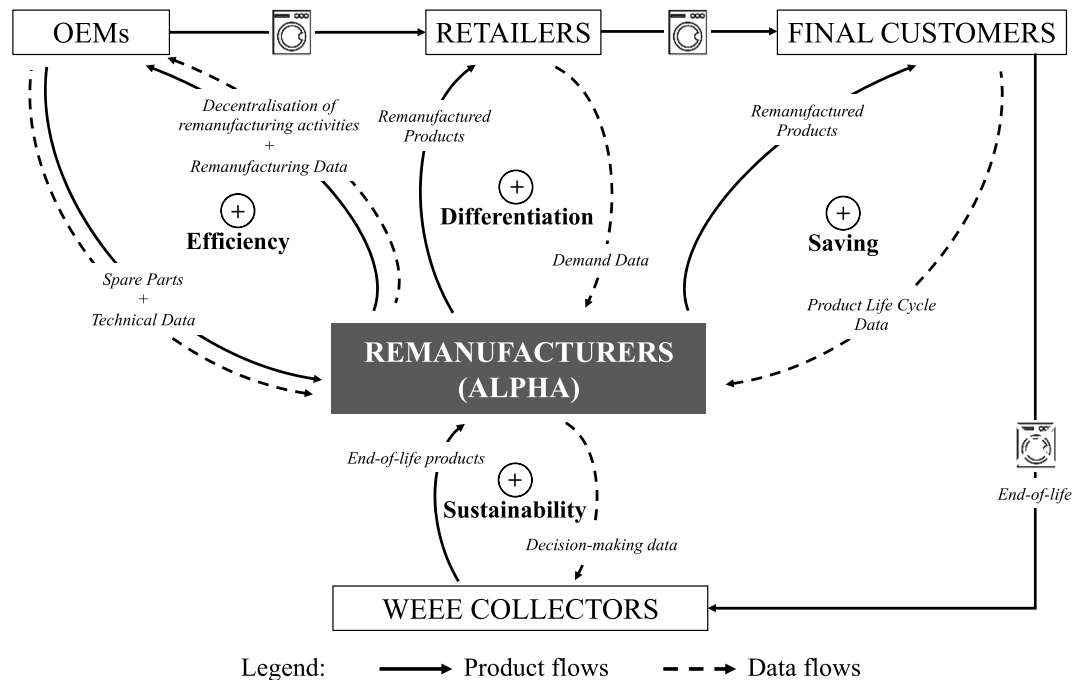 OEMs
RETAILERS
FINAL CUSTOMERS
Decentralisation of
remanufacturing activities
+
Remanufacturing Data
Remanufactured
Products
Remanufactured
Products
+
Efficiency
+
Differentiation
+
Saving
Spare Parts
+
Technical Data
Demand Data
Product Life Cycle
Data
REMANUFACTURERS
(ALPHA)
End-of-life products
+
Sustainability
Decision-making data
End-of-life
WEEE COLLECTORS
Legend:
Product flows
Data flows